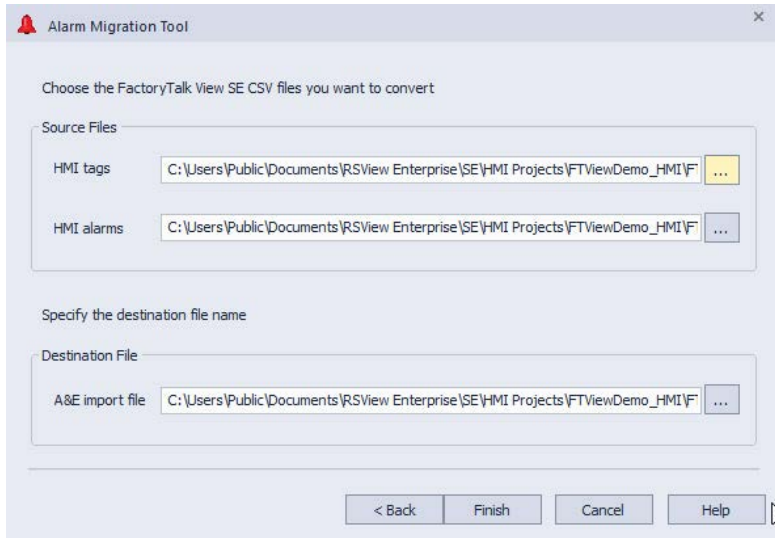 Alarm Migration Tool
Choose the FactoryTalk View SE CSV files you want to convert
Source Files
HMI tags C:\Users\Public\Documents\RSView Enterprise\SE\HMI Projects\FTViewDemo_HMI\F ...
HMI alarms C:\Users\Public\Documents\RSView Enterprise\SE\HMI Projects\FTViewDemo_HMI\F ...
Specify the destination file name
Destination File
A&E import file C:\Users\Public\Documents\RSView Enterprise\SE\HMI Projects\FTViewDemo_HMI\F ...
< Back Finish Cancel Help